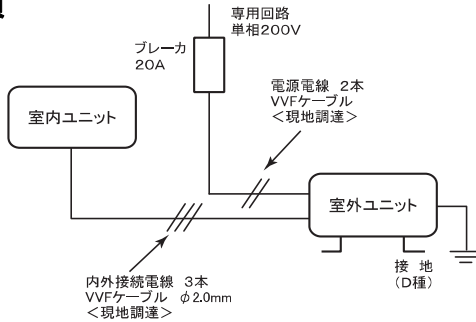 専用回路
単相200V
ブレーカ
20A
電源電線 2本
VVFケーブル
＜現地調達＞
室内ユニット
室外ユニット
接 地
（D種）
内外接続電線 3本
VVFケーブル φ2.0mm
＜現地調達＞